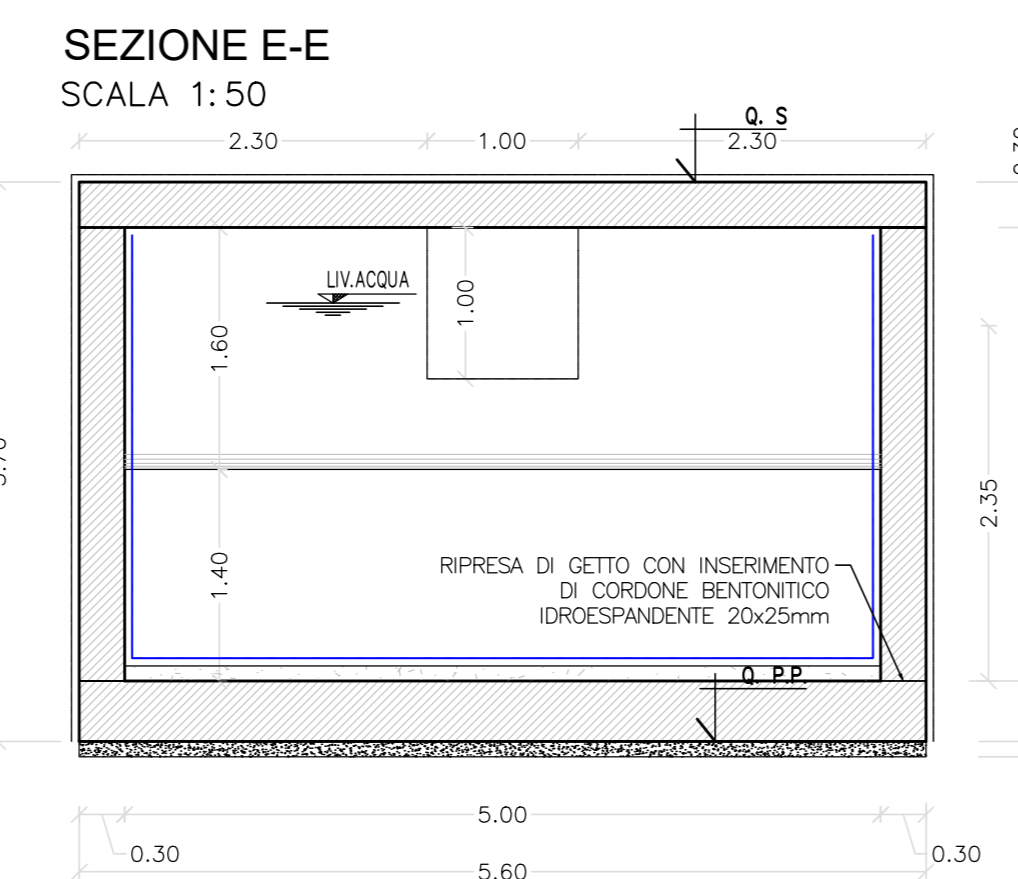 SEZIONE E-E
SCALA 1:50
Q. S
2.30
1.00
2.30
LIV.ACQUA
1.00
1.60
2.35
1.40
RIPRESA DI GETTO CON INSERIMENTO
DI CORDONE BENTONITICO
IDROESPANDENTE 20x25mm
Q. P.P.
5.00
0.30
0.30
5.60